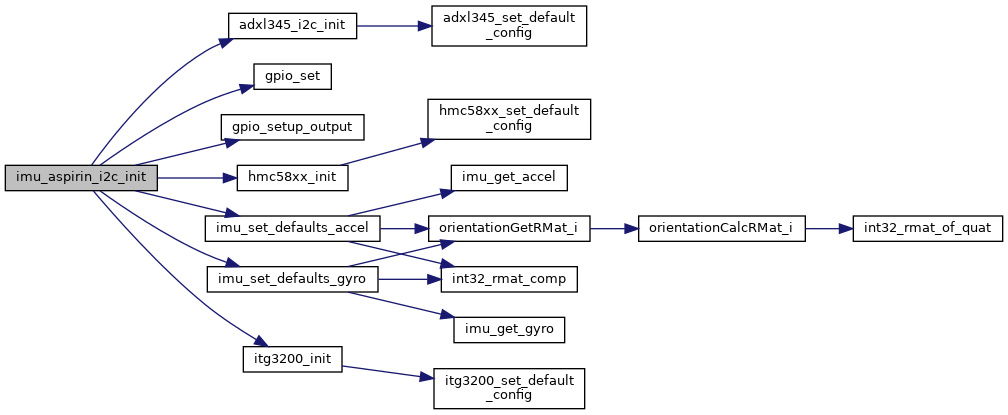 imu_aspirin_i2c_init
adxl345_i2c_init
adxl345_set_default
_config
gpio_set
gpio_setup_output
hmc58xx_init
hmc58xx_set_default
_config
imu_set_defaults_accel
imu_get_accel
orientationGetRMat_i
orientationCalcRMat_i
int32_rmat_of_quat
int32_rmat_comp
imu_set_defaults_gyro
imu_get_gyro
itg3200_init
itg3200_set_default
_config